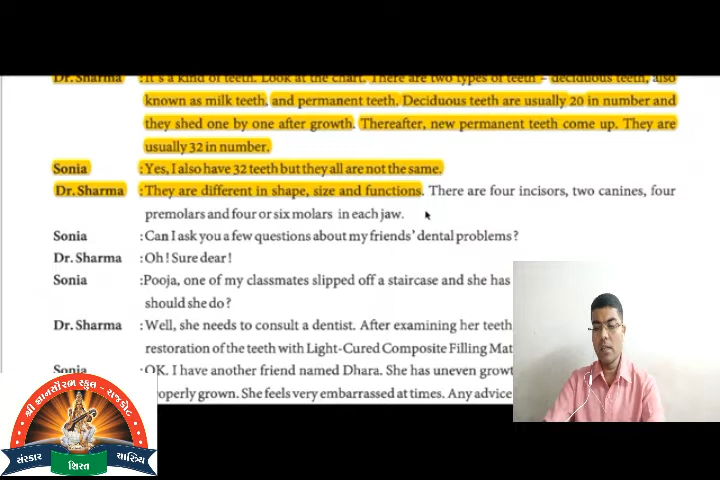 Dr. Sharma : It's a kind of teeth. Look at the chart. There are two types of teeth – deciduous teeth, also
known as milk teeth, and permanent teeth. Deciduous teeth are usually 20 in number and
they shed one by one after growth. Thereafter, new permanent teeth come up. They are
usually 32 in number.
Sonia : Yes, I also have 32 teeth but they all are not the same.
Dr. Sharma : They are different in shape, size and functions. There are four incisors, two canines, four
premolars and four or six molars in each jaw.
Sonia : Can I ask you a few questions about my friends' dental problems?
Dr. Sharma : Oh! Sure dear!
Sonia : Pooja, one of my classmates slipped off a staircase and she has
should she do?
Dr. Sharma : Well, she needs to consult a dentist. After examining her teeth
restoration of the teeth with Light-Cured Composite Filling Mat
Sonia : OK. I have another friend named Dhara. She has uneven growt
properly grown. She feels very embarrassed at times. Any advice
શ્રી જ્ઞાનસૌરભ સ્કુલ - રાજકોટ
સંસ્કાર
શિસ્ત
ચારિત્ર્ય